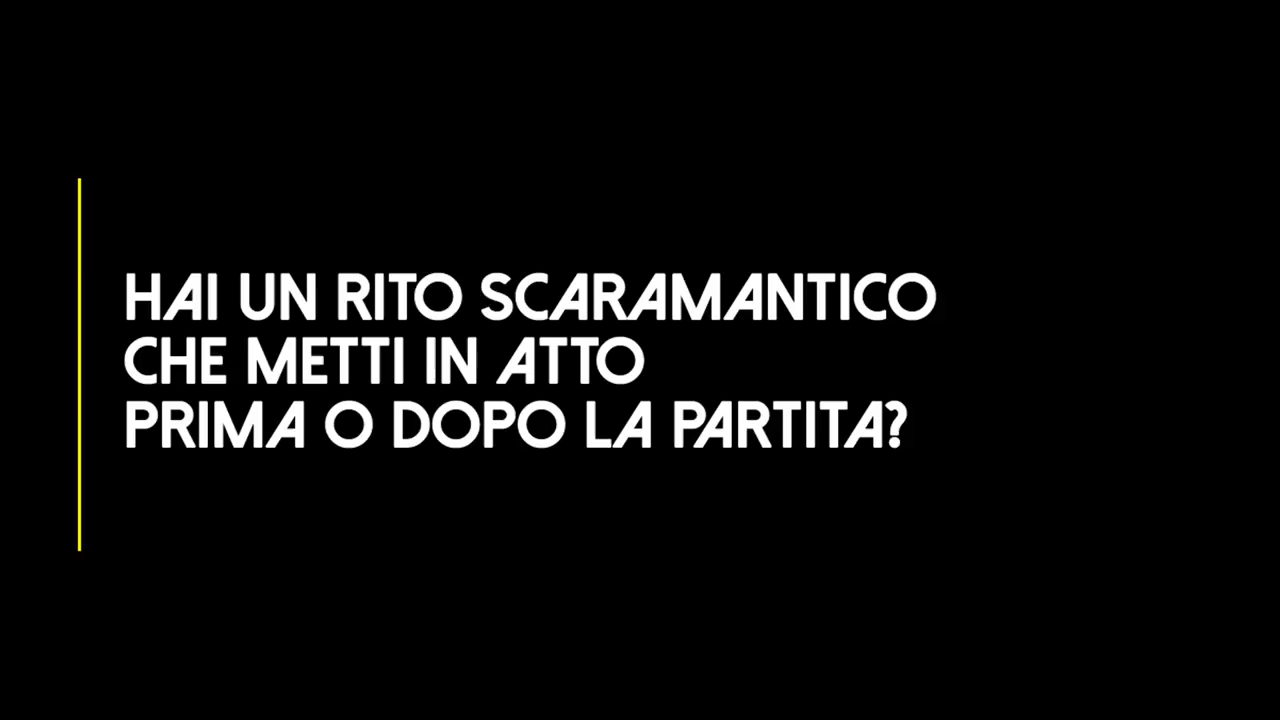 HAI UN RITO SCARAMANTICO
CHE METTI IN ATTO
PRIMA O DOPO LA PARTITA?